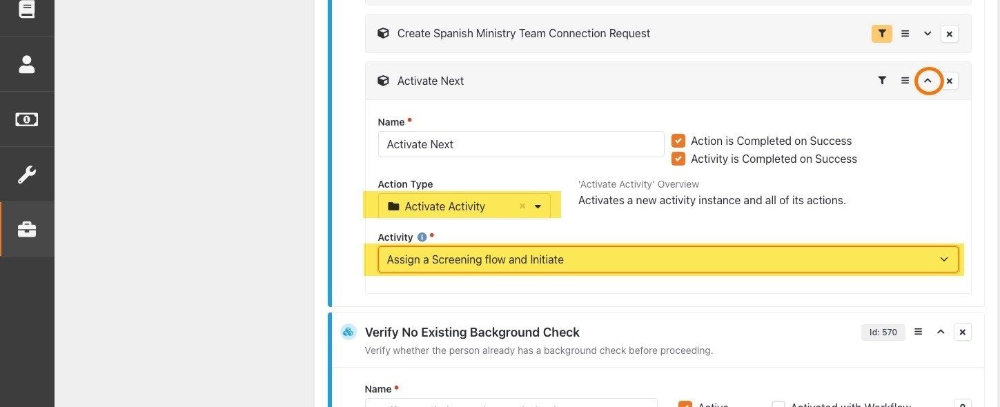 Create Spanish Ministry Team Connection Request
Activate Next
Name
Activate Next
Action is Completed on Success
Activity is Completed on Success
Action Type
Activate Activity
'Activate Activity' Overview
Activates a new activity instance and all of its actions.
Activity
Assign a Screening flow and Initiate
Verify No Existing Background Check
Id: 570
Verify whether the person already has a background check before proceeding.
Name
Active
Activated with Workflow